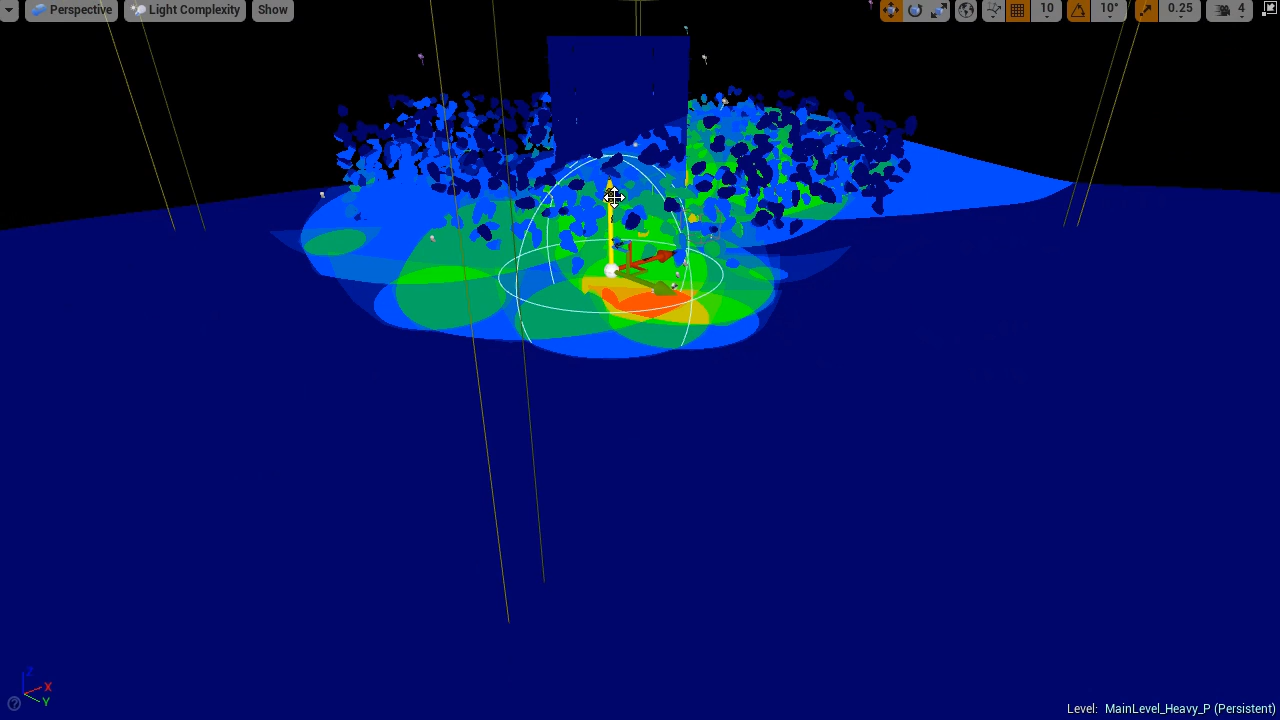 Perspective Light Complexity Show 10 10° 0.25 4
Z
X
Y
Level: MainLevel_Heavy_P (Persistent)